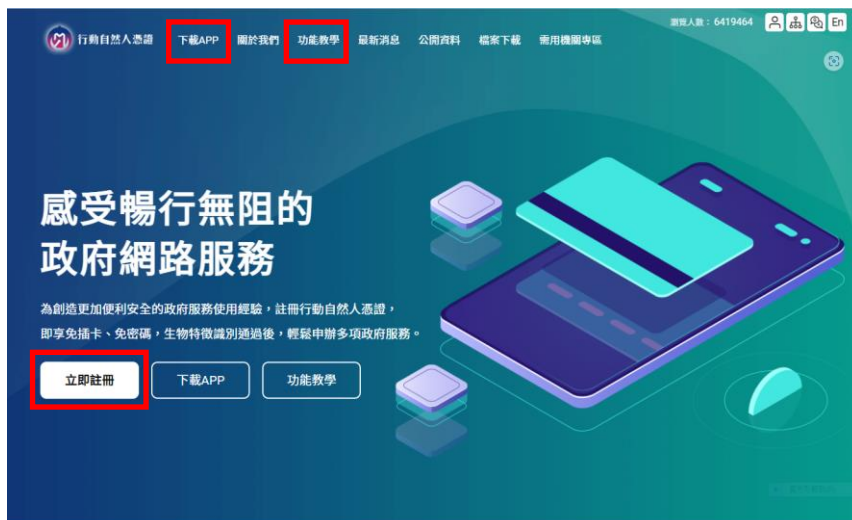 瀏覽人數：6419464 En
行動自然人憑證 下載APP 關於我們 功能教學 最新消息 公開資料 檔案下載 需用機關專區
感受暢行無阻的
政府網路服務
為創造更加便利安全的政府服務使用經驗，註冊行動自然人憑證，
即享免插卡、免密碼，生物特徵識別通過後，輕鬆申辦多項政府服務。
立即註冊 下載APP 功能教學